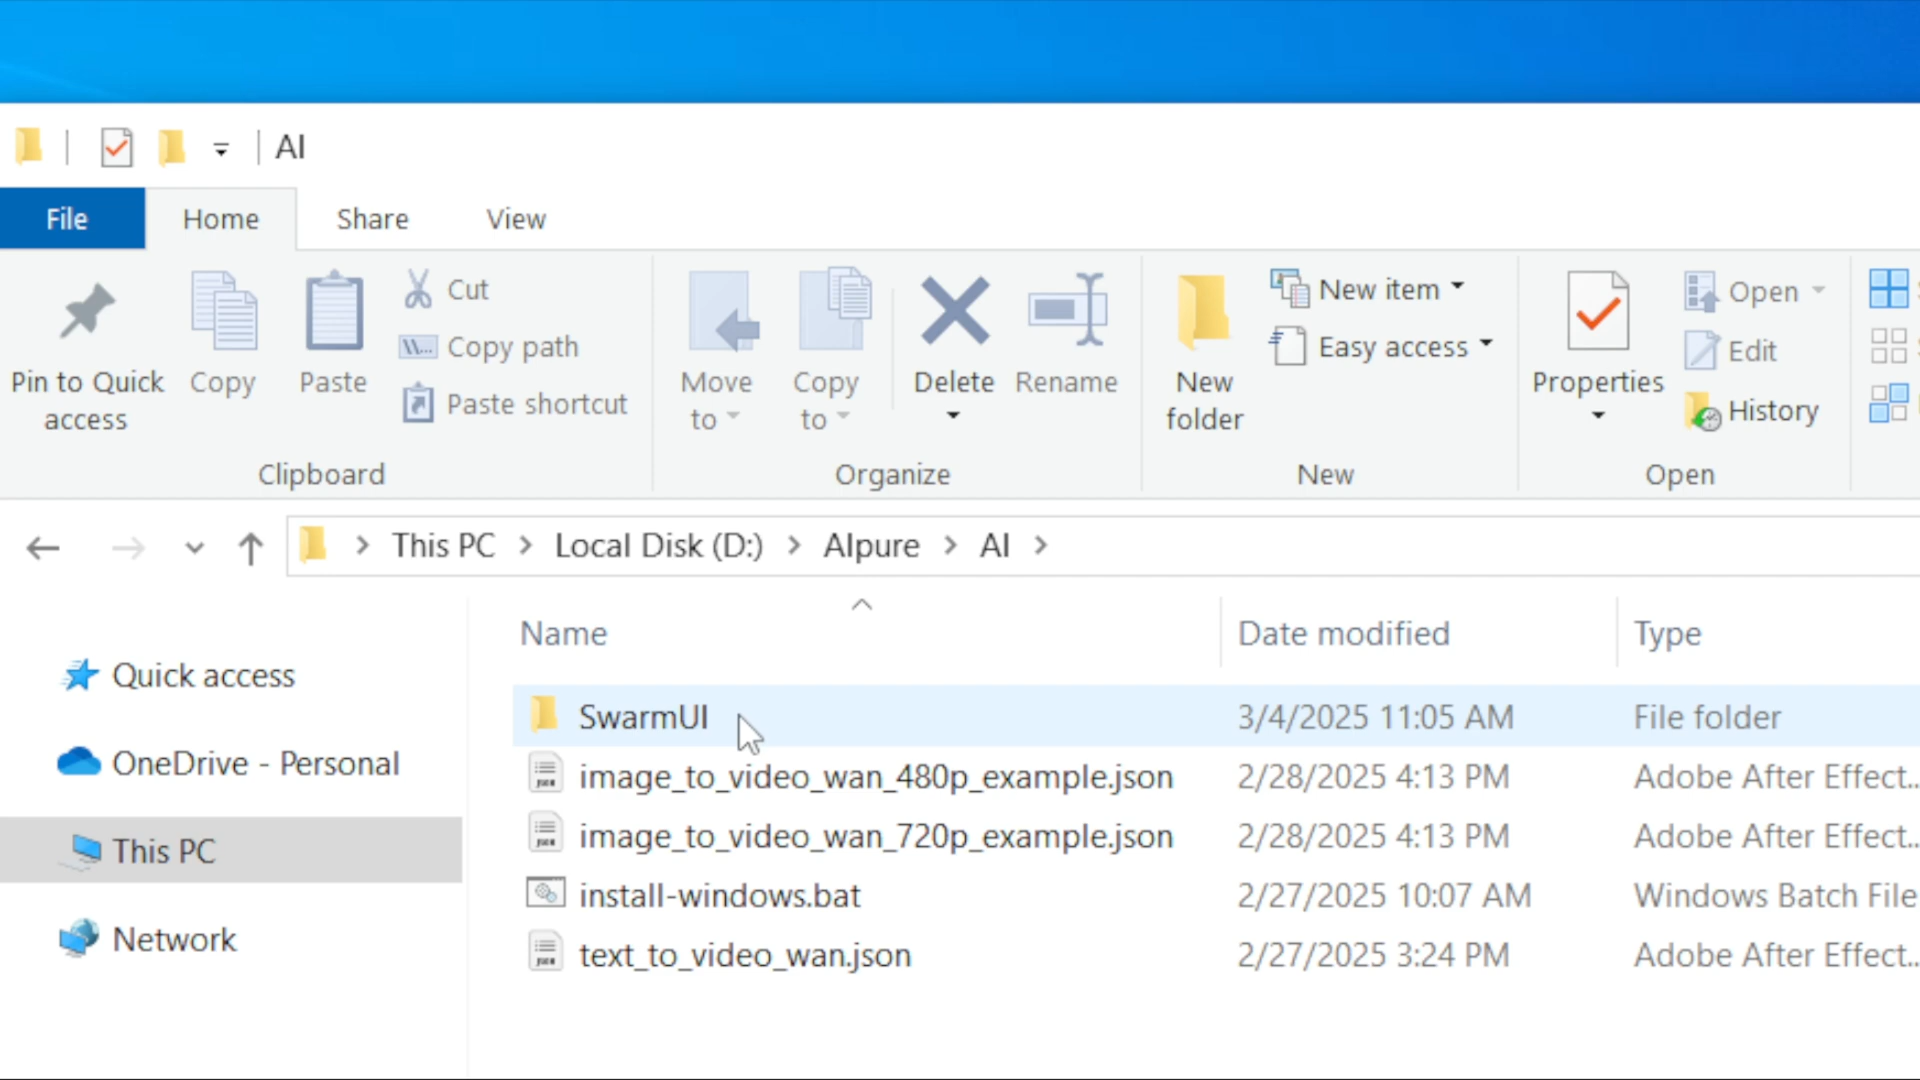 AI
File Home Share View
Pin to Quick access
Copy
Paste
Cut
Copy path
Paste shortcut
Clipboard
Move to
Copy to
Delete
Rename
Organize
New folder
New item
Easy access
New
Properties
Open
Edit
History
Open
This PC > Local Disk (D:) > AIpure > AI >
Name Date modified Type
Quick access
OneDrive - Personal
This PC
Network
SwarmUI 3/4/2025 11:05 AM File folder
image_to_video_wan_480p_example.json 2/28/2025 4:13 PM Adobe After Effect...
image_to_video_wan_720p_example.json 2/28/2025 4:13 PM Adobe After Effect...
install-windows.bat 2/27/2025 10:07 AM Windows Batch File
text_to_video_wan.json 2/27/2025 3:24 PM Adobe After Effect...